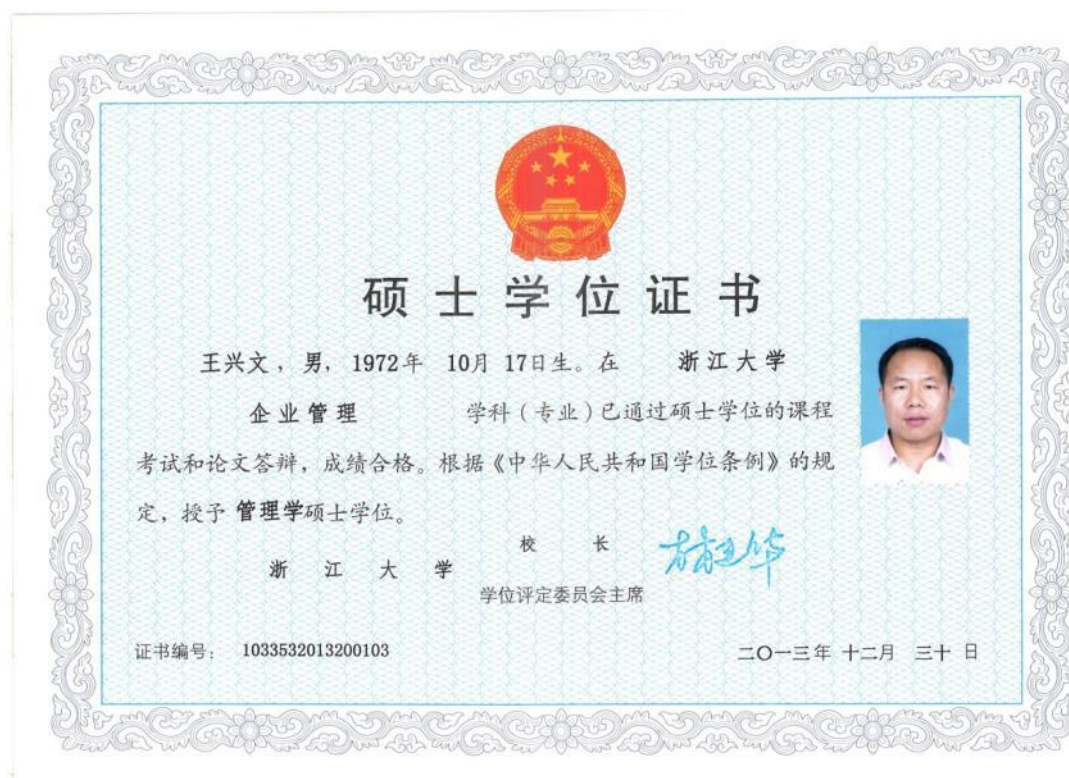 硕士学位证书
王兴文，男，1972年 10月 17日生。在 浙江大学
企业管理 学科（专业）已通过硕士学位的课程
考试和论文答辩，成绩合格。根据《中华人民共和国学位条例》的规
定，授予 管理学硕士学位。
校 长
浙 江 大 学
学位评定委员会主席
证书编号： 1033532013200103
二〇一三年 十二月 三十 日